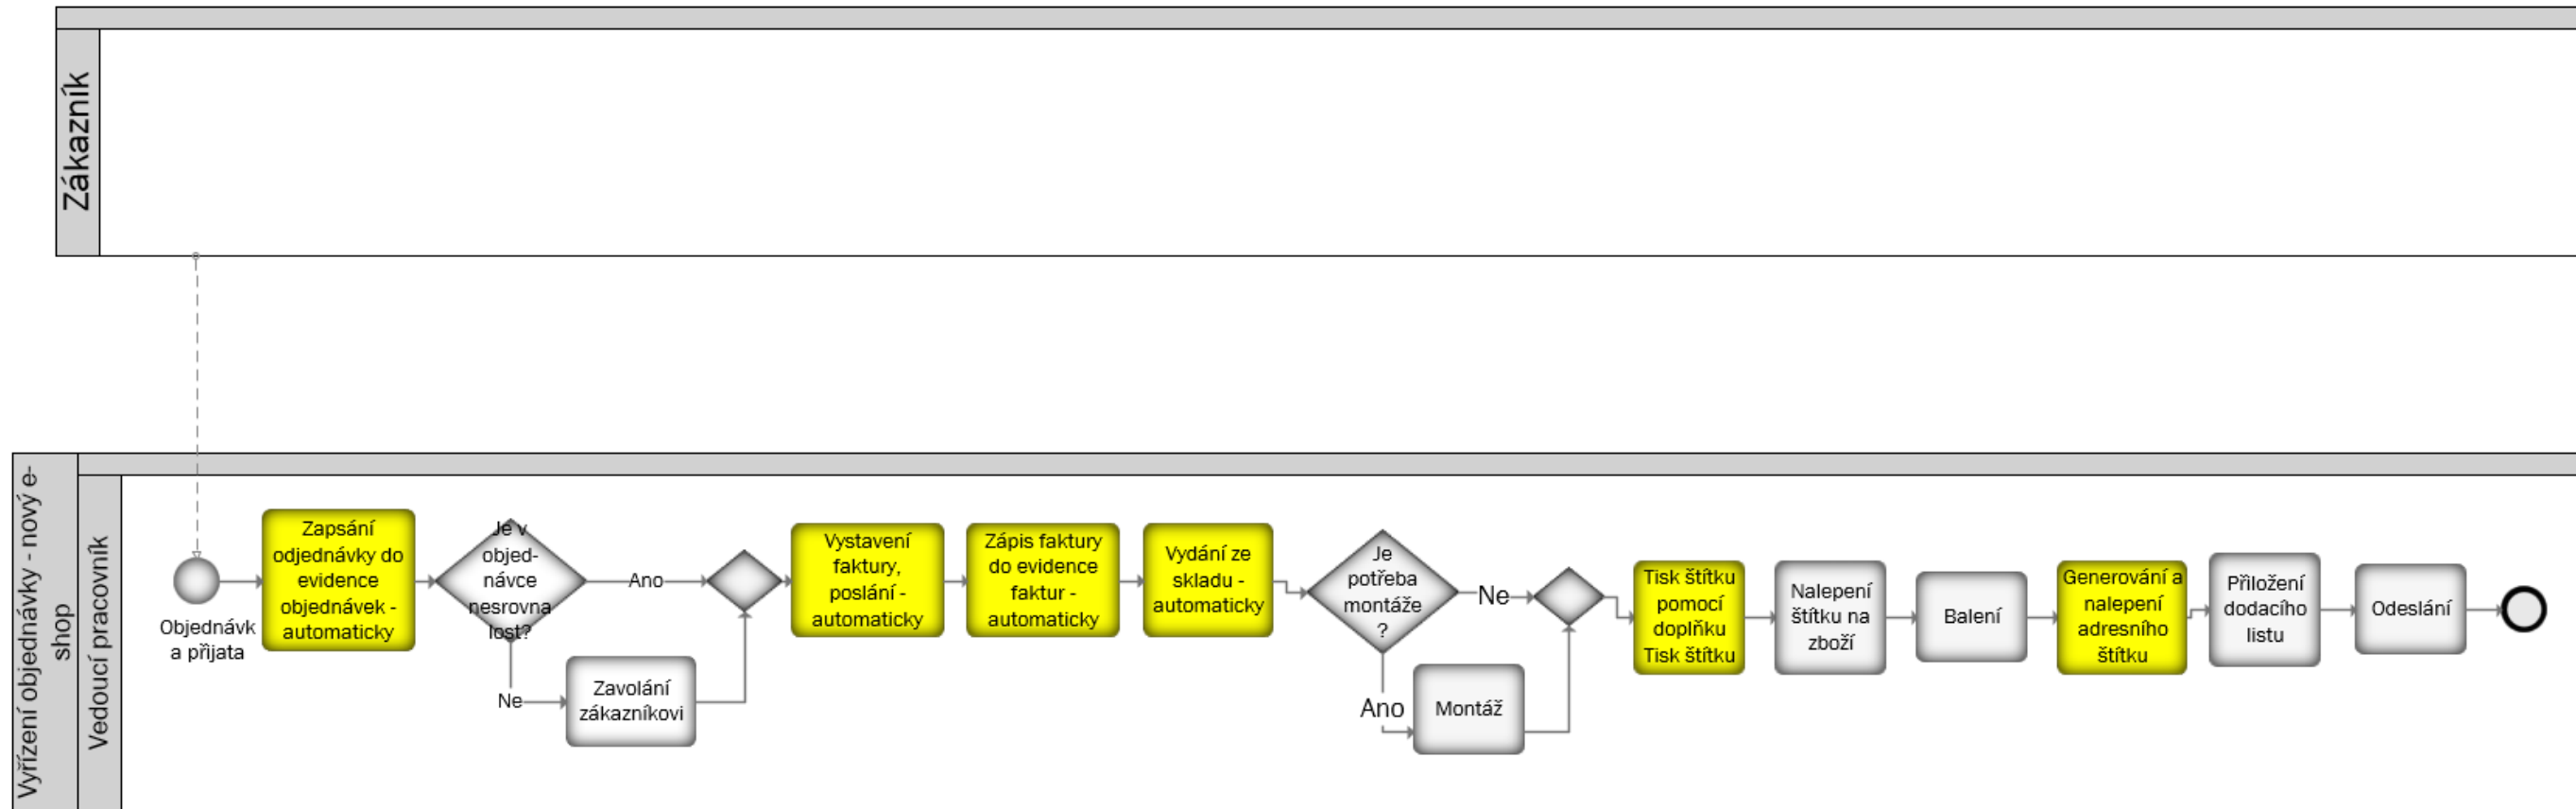 Zákazník
Vyřízení objednávky - nový e-
shop
Vedoucí pracovník
Objednávk
a přijata
Zapsání
odjednávky do
evidence
objednávek -
automaticky
Je v
objed-
návce
nesrovna
lost?
Ano
Ne
Zavolání
zákazníkovi
Vystavení
faktury,
poslání -
automaticky
Zápis faktury
do evidence
faktur -
automaticky
Vydání ze
skladu -
automaticky
Je
potřeba
montáže
?
Ne
Ano
Montáž
Tisk štítku
pomocí
doplňku
Tisk štítku
Nalepení
štítku na
zboží
Balení
Generování a
nalepení
adresního
štítku
Přiložení
dodacího
listu
Odeslání